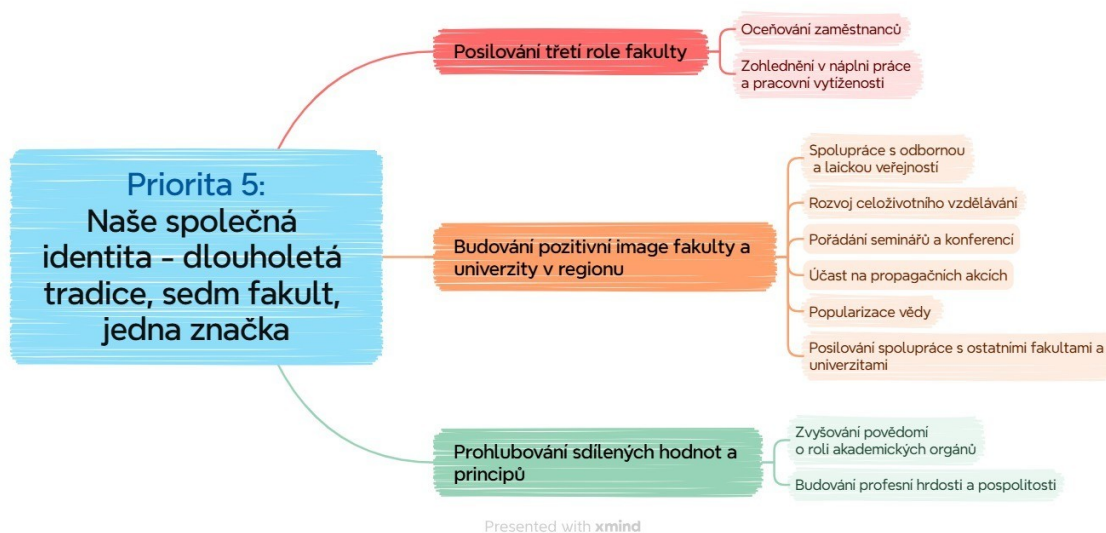 Priorita 5:
Naše společná
identita - dlouholetá
tradice, sedm fakult,
jedna značka
Posilování třetí role fakulty
Oceňování zaměstnanců
Zohlednění v náplni práce
a pracovní vytíženosti
Budování pozitivní image fakulty a
univerzity v regionu
Spolupráce s odbornou
a laickou veřejností
Rozvoj celoživotního vzdělávání
Pořádání seminářů a konferencí
Účast na propagačních akcích
Popularizace vědy
Posilování spolupráce s ostatními fakultami a
univerzitami
Prohlubování sdílených hodnot a
principů
Zvyšování povědomí
o roli akademických orgánů
Budování profesní hrdosti a pospolitosti
Presented with xmind